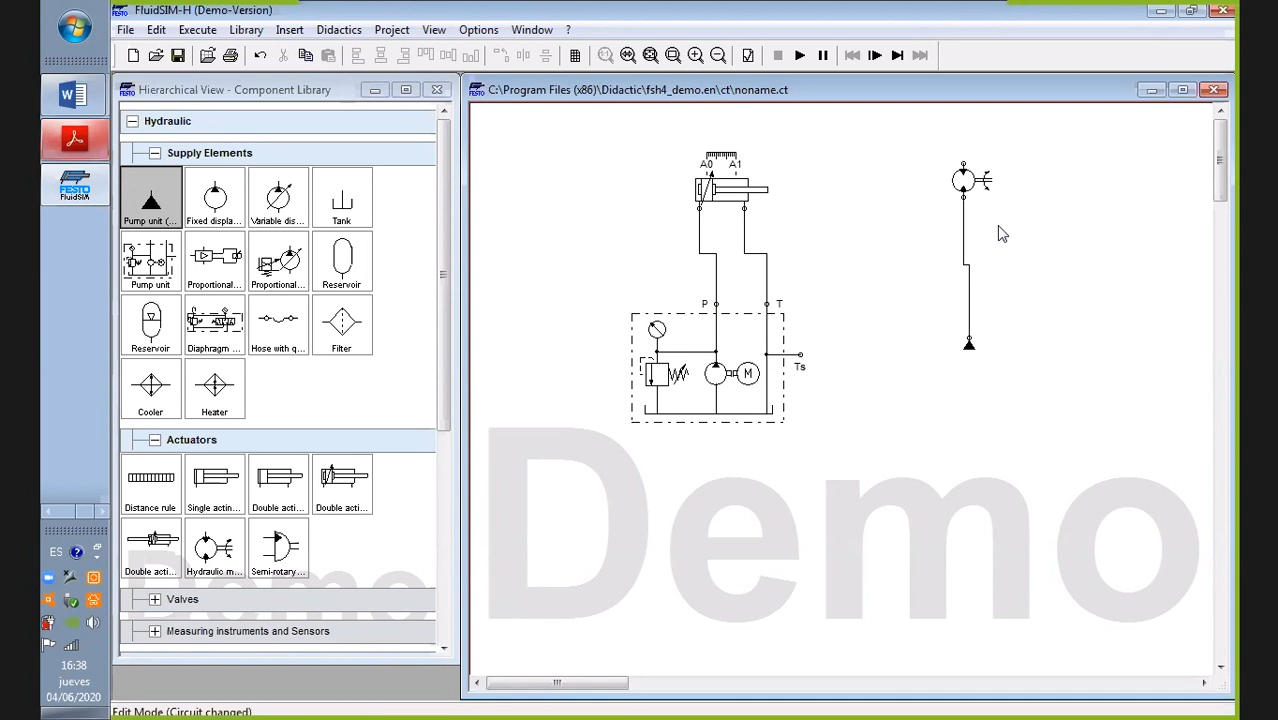 FluidSIM-H (Demo-Version)
FESTO
File Edit Execute Library Insert Didactics Project View Options Window ?
Hierarchical View - Component Library
C:\Program Files (x86)\Didactic\fsh4_demo.en\ct\noname.ct
Hydraulic
Supply Elements
Pump unit (... Fixed displa... Variable dis... Tank
Pump unit Proportional... Proportional... Reservoir
Reservoir Diaphragm ... Hose with q... Filter
Cooler Heater
Actuators
Distance rule Single actin... Double acti... Double acti...
Double acti... Hydraulic m... Semi-rotary ...
Valves
Measuring instruments and Sensors
A0 A1
P T
M
Ts
Demo
Demo
W
FESTO
FluidSIM
ES
16:38
jueves
04/06/2020
Edit Mode (Circuit changed)